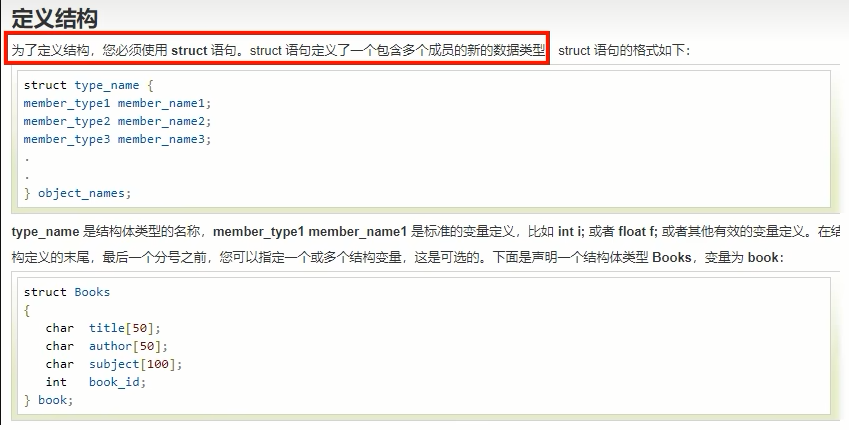 定义结构
为了定义结构，您必须使用 struct 语句。struct 语句定义了一个包含多个成员的新的数据类型 struct 语句的格式如下：
struct type_name {
member_type1 member_name1;
member_type2 member_name2;
member_type3 member_name3;
.
.
} object_names;
type_name 是结构体类型的名称，member_type1 member_name1 是标准的变量定义，比如 int i; 或者 float f; 或者其他有效的变量定义。在结
构定义的末尾，最后一个分号之前，您可以指定一个或多个结构变量，这是可选的。下面是声明一个结构体类型 Books，变量为 book：
struct Books
{
   char  title[50];
   char  author[50];
   char  subject[100];
   int   book_id;
} book;